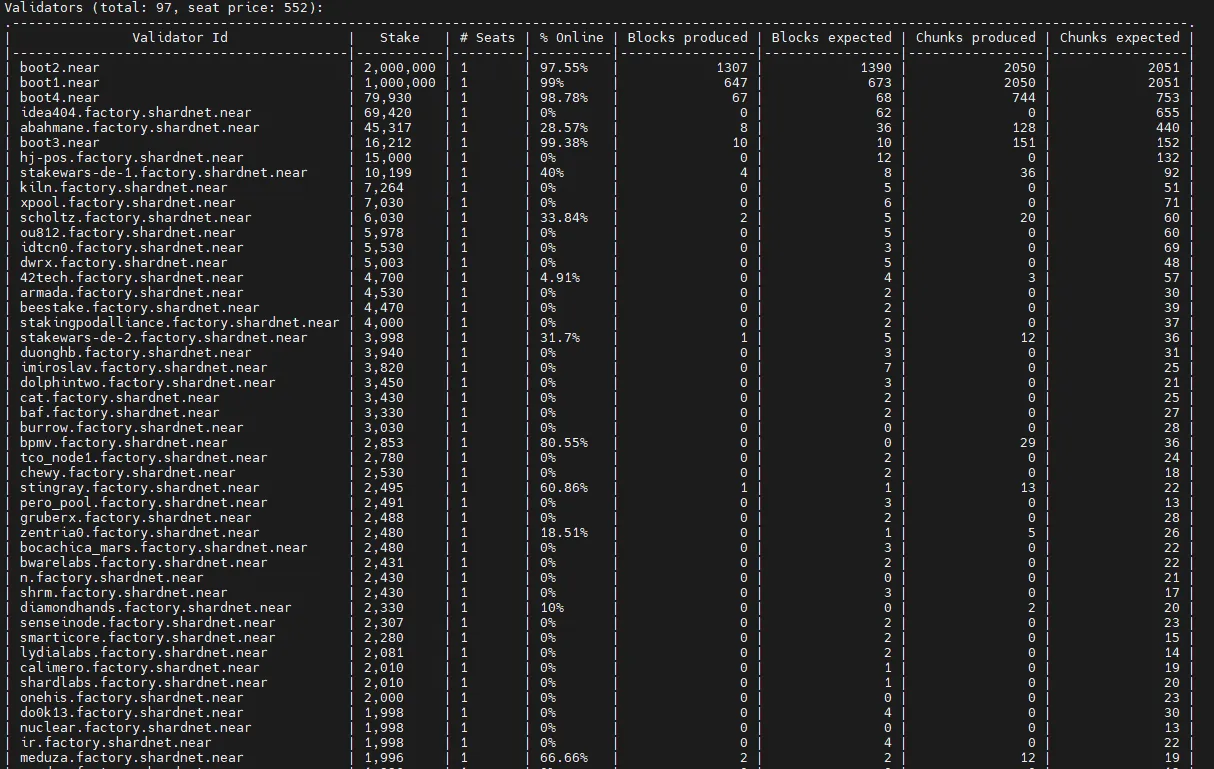 Validators (total: 97, seat price: 552):
| Validator Id | Stake | # Seats | % Online | Blocks produced | Blocks expected | Chunks produced | Chunks expected |
| boot2.near | 2,000,000 | 1 | 97.55% | 1307 | 1390 | 2050 | 2051 |
| boot1.near | 1,000,000 | 1 | 99% | 647 | 673 | 2050 | 2051 |
| boot4.near | 79,930 | 1 | 98.78% | 67 | 68 | 744 | 753 |
| idea404.factory.shardnet.near | 69,420 | 1 | 0% | 0 | 62 | 0 | 655 |
| abahmane.factory.shardnet.near | 45,317 | 1 | 28.57% | 8 | 36 | 128 | 440 |
| boot3.near | 16,212 | 1 | 99.38% | 10 | 10 | 151 | 152 |
| hj-pos.factory.shardnet.near | 15,000 | 1 | 0% | 0 | 12 | 0 | 132 |
| stakewars-de-1.factory.shardnet.near | 10,199 | 1 | 40% | 4 | 8 | 36 | 92 |
| kiln.factory.shardnet.near | 7,264 | 1 | 0% | 0 | 5 | 0 | 51 |
| xpool.factory.shardnet.near | 7,030 | 1 | 0% | 0 | 6 | 0 | 71 |
| scholtz.factory.shardnet.near | 6,030 | 1 | 33.84% | 2 | 5 | 20 | 60 |
| ou812.factory.shardnet.near | 5,978 | 1 | 0% | 0 | 5 | 0 | 60 |
| idtcn0.factory.shardnet.near | 5,530 | 1 | 0% | 0 | 3 | 0 | 69 |
| dwrx.factory.shardnet.near | 5,003 | 1 | 0% | 0 | 5 | 0 | 48 |
| 42tech.factory.shardnet.near | 4,700 | 1 | 4.91% | 0 | 4 | 3 | 57 |
| armada.factory.shardnet.near | 4,530 | 1 | 0% | 0 | 2 | 0 | 30 |
| beestake.factory.shardnet.near | 4,470 | 1 | 0% | 0 | 2 | 0 | 39 |
| stakingpodalliance.factory.shardnet.near | 4,000 | 1 | 0% | 0 | 2 | 0 | 37 |
| stakewars-de-2.factory.shardnet.near | 3,998 | 1 | 31.7% | 1 | 5 | 12 | 36 |
| duonghb.factory.shardnet.near | 3,940 | 1 | 0% | 0 | 3 | 0 | 31 |
| imiroslav.factory.shardnet.near | 3,820 | 1 | 0% | 0 | 7 | 0 | 25 |
| dolphintwo.factory.shardnet.near | 3,450 | 1 | 0% | 0 | 3 | 0 | 21 |
| cat.factory.shardnet.near | 3,430 | 1 | 0% | 0 | 2 | 0 | 25 |
| baf.factory.shardnet.near | 3,330 | 1 | 0% | 0 | 2 | 0 | 27 |
| burrow.factory.shardnet.near | 3,030 | 1 | 0% | 0 | 0 | 0 | 28 |
| bpmv.factory.shardnet.near | 2,853 | 1 | 80.55% | 0 | 0 | 29 | 36 |
| tco_node1.factory.shardnet.near | 2,780 | 1 | 0% | 0 | 2 | 0 | 24 |
| chewy.factory.shardnet.near | 2,530 | 1 | 0% | 0 | 2 | 0 | 18 |
| stingray.factory.shardnet.near | 2,495 | 1 | 60.86% | 1 | 1 | 13 | 22 |
| pero_pool.factory.shardnet.near | 2,491 | 1 | 0% | 0 | 3 | 0 | 13 |
| gruberx.factory.shardnet.near | 2,488 | 1 | 0% | 0 | 2 | 0 | 28 |
| zentria0.factory.shardnet.near | 2,480 | 1 | 18.51% | 0 | 1 | 5 | 26 |
| bocachica_mars.factory.shardnet.near | 2,480 | 1 | 0% | 0 | 3 | 0 | 22 |
| bwarelabs.factory.shardnet.near | 2,431 | 1 | 0% | 0 | 2 | 0 | 22 |
| n.factory.shardnet.near | 2,430 | 1 | 0% | 0 | 0 | 0 | 21 |
| shrm.factory.shardnet.near | 2,430 | 1 | 0% | 0 | 3 | 0 | 17 |
| diamondhands.factory.shardnet.near | 2,330 | 1 | 10% | 0 | 0 | 2 | 20 |
| senseinode.factory.shardnet.near | 2,307 | 1 | 0% | 0 | 2 | 0 | 23 |
| smarticore.factory.shardnet.near | 2,280 | 1 | 0% | 0 | 2 | 0 | 15 |
| lydialabs.factory.shardnet.near | 2,081 | 1 | 0% | 0 | 2 | 0 | 14 |
| calimero.factory.shardnet.near | 2,010 | 1 | 0% | 0 | 1 | 0 | 19 |
| shardlabs.factory.shardnet.near | 2,010 | 1 | 0% | 0 | 1 | 0 | 20 |
| onehis.factory.shardnet.near | 2,000 | 1 | 0% | 0 | 0 | 0 | 23 |
| do0k13.factory.shardnet.near | 1,998 | 1 | 0% | 0 | 4 | 0 | 30 |
| nuclear.factory.shardnet.near | 1,998 | 1 | 0% | 0 | 0 | 0 | 13 |
| ir.factory.shardnet.near | 1,998 | 1 | 0% | 0 | 4 | 0 | 22 |
| meduza.factory.shardnet.near | 1,996 | 1 | 66.66% | 2 | 2 | 12 | 19 |